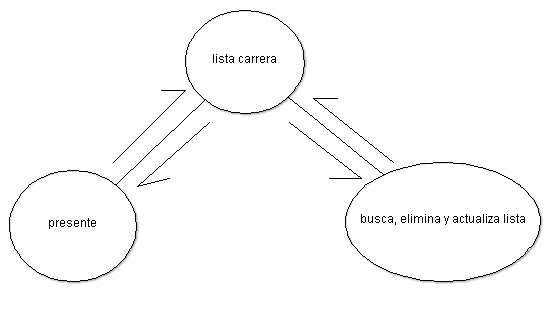 lista carrera
presente
busca, elimina y actualiza lista